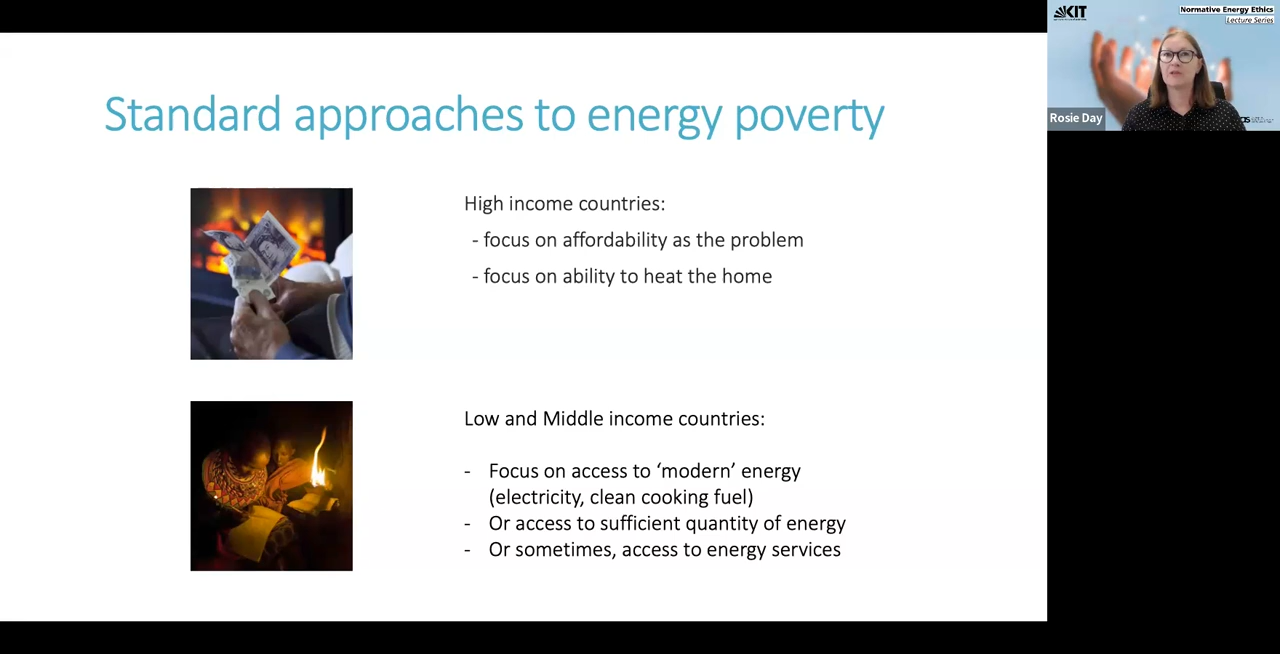 Standard approaches to energy poverty
High income countries:
- focus on affordability as the problem
- focus on ability to heat the home
Low and Middle income countries:
- Focus on access to ‘modern’ energy
(electricity, clean cooking fuel)
- Or access to sufficient quantity of energy
- Or sometimes, access to energy services
KIT
Normative Energy Ethics
Lecture Series
Rosie Day